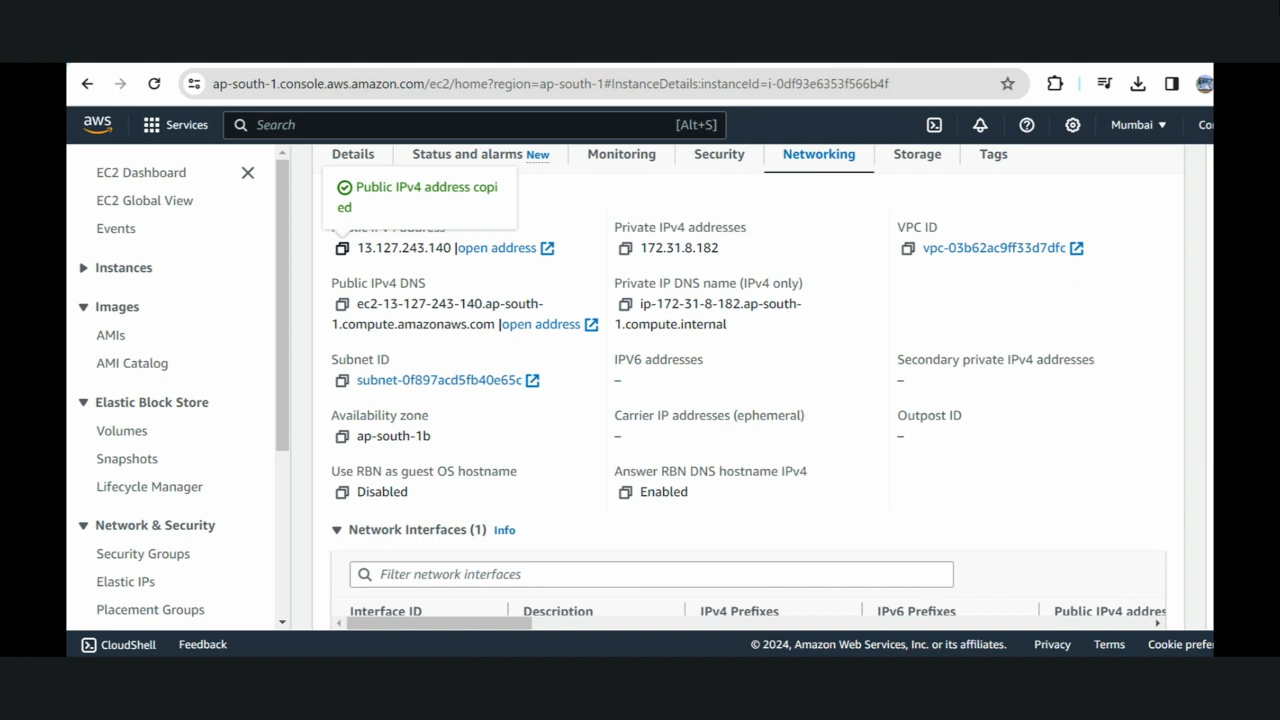 ap-south-1.console.aws.amazon.com/ec2/home?region=ap-south-1#InstanceDetails:instanceId=i-0df93e6353f566b4f
aws
Services
Search
[Alt+S]
Mumbai
EC2 Dashboard
EC2 Global View
Events
Instances
Images
AMIs
AMI Catalog
Elastic Block Store
Volumes
Snapshots
Lifecycle Manager
Network & Security
Security Groups
Elastic IPs
Placement Groups
Details
Status and alarms New
Monitoring
Security
Networking
Storage
Tags
Public IPv4 address copi
ed
13.127.243.140 |open address
Private IPv4 addresses
172.31.8.182
VPC ID
vpc-03b62ac9ff33d7dfc
Public IPv4 DNS
ec2-13-127-243-140.ap-south-
1.compute.amazonaws.com |open address
Private IP DNS name (IPv4 only)
ip-172-31-8-182.ap-south-
1.compute.internal
Subnet ID
subnet-0f897acd5fb40e65c
IPV6 addresses
–
Secondary private IPv4 addresses
–
Availability zone
ap-south-1b
Carrier IP addresses (ephemeral)
–
Outpost ID
–
Use RBN as guest OS hostname
Disabled
Answer RBN DNS hostname IPv4
Enabled
Network Interfaces (1) Info
Filter network interfaces
Interface ID
Description
IPv4 Prefixes
IPv6 Prefixes
Public IPv4 addres
CloudShell
Feedback
© 2024, Amazon Web Services, Inc. or its affiliates.
Privacy
Terms
Cookie prefe